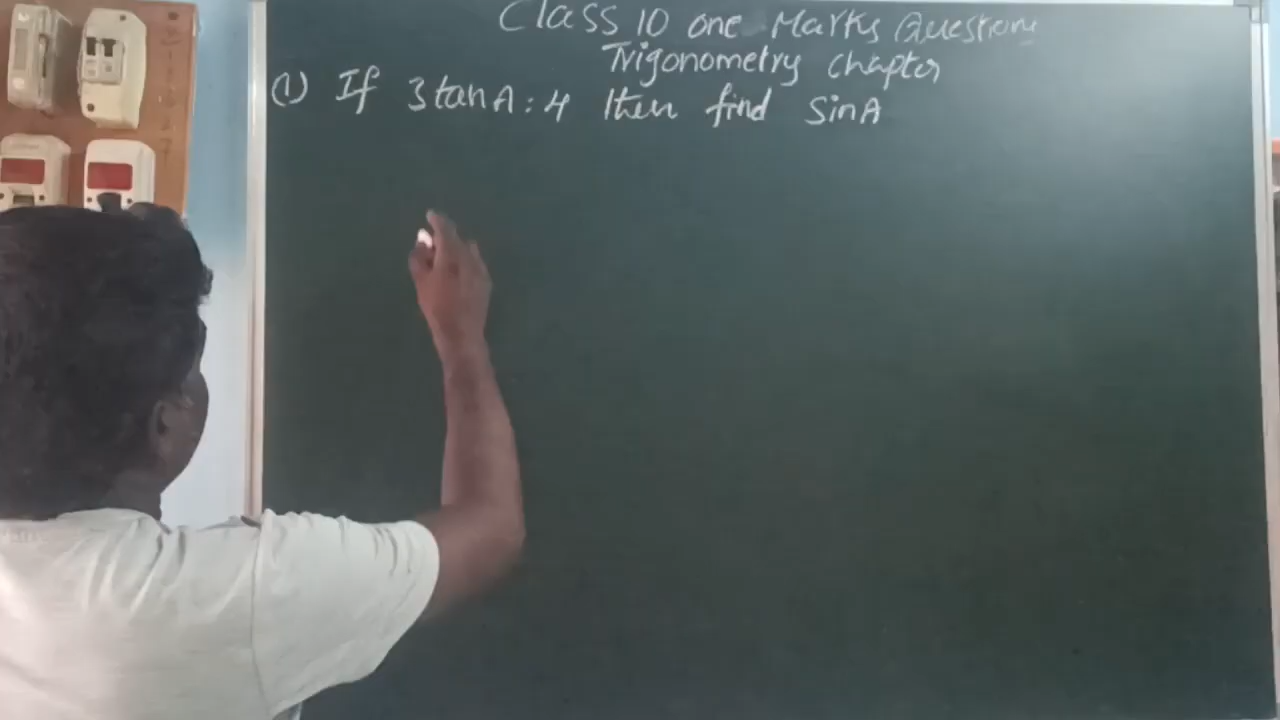 Class 10 one Marks Questions
Trigonometry chapter
(1) If 3tanA = 4 then find SinA